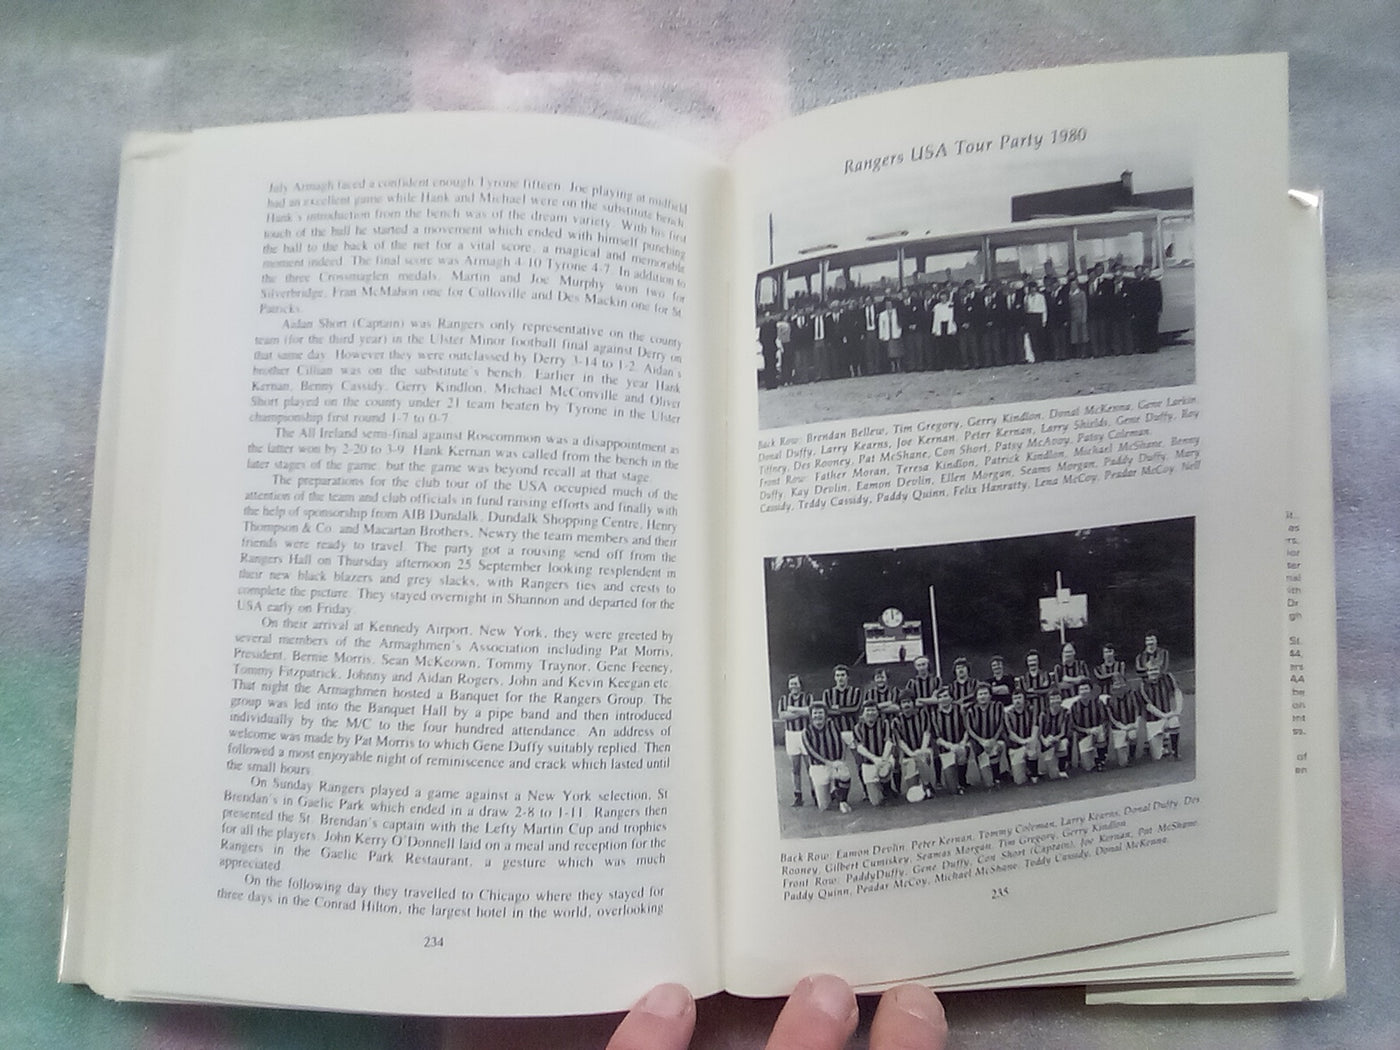 July Armagh faced a confident enough Tyrone fifteen. Joe playing at midfield
had an excellent game while Hank and Michael were on the substitute bench.
Hank's introduction from the bench was of the dream variety. With his first
touch of the ball he started a movement which ended with himself punching
the ball to the back of the net for a vital score, a magical and memorable
moment indeed. The final score was Armagh 4-10 Tyrone 4-7. In addition to
the three Crossmaglen medals, Martin and Joe Murphy won two for
Silverbridge, Fran McMahon one for Culloville and Des Mackin one for St.
Patricks.
Aidan Short (Captain) was Rangers only representative on the county
team (for the third year) in the Ulster Minor football final against Derry on
that same day. However they were outclassed by Derry 3-14 to 1-2. Aidan's
brother Cillian was on the substitute's bench. Earlier in the year Hank
Kernan, Benny Cassidy, Gerry Kindlon, Michael McConville and Oliver
Short played on the county under 21 team beaten by Tyrone in the Ulster
championship first round 1-7 to 0-7.
The All Ireland semi-final against Roscommon was a disappointment as
the latter won by 2-20 to 3-9. Hank Kernan was called from the bench in the
later stages of the game, but the game was beyond recall at that stage.
The preparations for the club tour of the USA occupied much of the
attention of the team and club officials in fund raising efforts and finally with
the help of sponsorship from AIB Dundalk, Dundalk Shopping Centre, Henry
Thompson & Co. and Macartan Brothers, Newry the team members and their
friends were ready to travel. The party got a rousing send off from the
Rangers Hall on Thursday afternoon 25 September looking resplendent in
their new black blazers and grey slacks, with Rangers ties and crests to
complete the picture. They stayed overnight in Shannon and departed for the
USA early on Friday.
On their arrival at Kennedy Airport, New York, they were greeted by
several members of the Armaghmen's Association including Pat Morris,
President, Bernie Morris, Sean McKeown, Tommy Traynor, Gene Feeney,
Tommy Fitzpatrick, Johnny and Aidan Rogers, John and Kevin Keegan etc.
That night the Armaghmen hosted a Banquet for the Rangers Group. The
group was led into the Banquet Hall by a pipe band and then introduced
individually by the M/C to the four hundred attendance. An address of
welcome was made by Pat Morris to which Gene Duffy suitably replied. Then
followed a most enjoyable night of reminiscence and crack which lasted until
the small hours.
On Sunday Rangers played a game against a New York selection, St
Brendan's in Gaelic Park which ended in a draw 2-8 to 1-11. Rangers then
presented the St. Brendan's captain with the Lefty Martin Cup and trophies
for all the players. John Kerry O'Donnell laid on a meal and reception for the
Rangers in the Gaelic Park Restaurant, a gesture which was much
appreciated.
On the following day they travelled to Chicago where they stayed for
three days in the Conrad Hilton, the largest hotel in the world, overlooking
234
Rangers USA Tour Party 1980
Back Row: Brendan Bellew, Tim Gregory, Gerry Kindlon, Donal McKenna, Gene Larkin,
Donal Duffy, Larry Kearns, Joe Kernan, Peter Kernan, Larry Shields, Gene Duffy, Ray
Tiffney, Des Rooney, Pat McShane, Con Short, Patsy McAvoy, Patsy Coleman.
Front Row: Father Moran, Teresa Kindlon, Patrick Kindlon, Michael McShane, Benny
Duffy, Kay Devlin, Eamon Devlin, Ellen Morgan, Seams Morgan, Paddy Duffy, Mary
Cassidy, Teddy Cassidy, Paddy Quinn, Felix Hanratty, Lena McCoy, Peadar McCoy, Nell
Morgan.
Back Row: Eamon Devlin, Peter Kernan, Tommy Coleman, Larry Kearns, Donal Duffy, Des
Rooney, Gilbert Cumiskey, Seamas Morgan, Tim Gregory, Gerry Kindlon.
Front Row: PaddyDuffy, Gene Duffy, Con Short (Captain), Joe Kernan, Pat McShane,
Paddy Quinn, Peadar McCoy, Michael McShane, Teddy Cassidy, Donal McKenna.
235